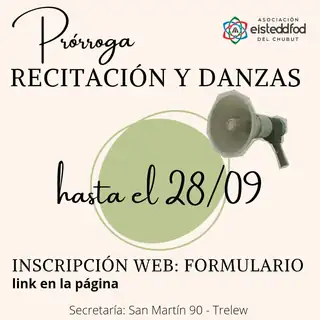 ASOCIACIÓN
eisteddfod
DEL CHUBUT
Prórroga
RECITACIÓN Y DANZAS
hasta el 28/09
INSCRIPCIÓN WEB: FORMULARIO
link en la página
Secretaría: San Martín 90 - Trelew